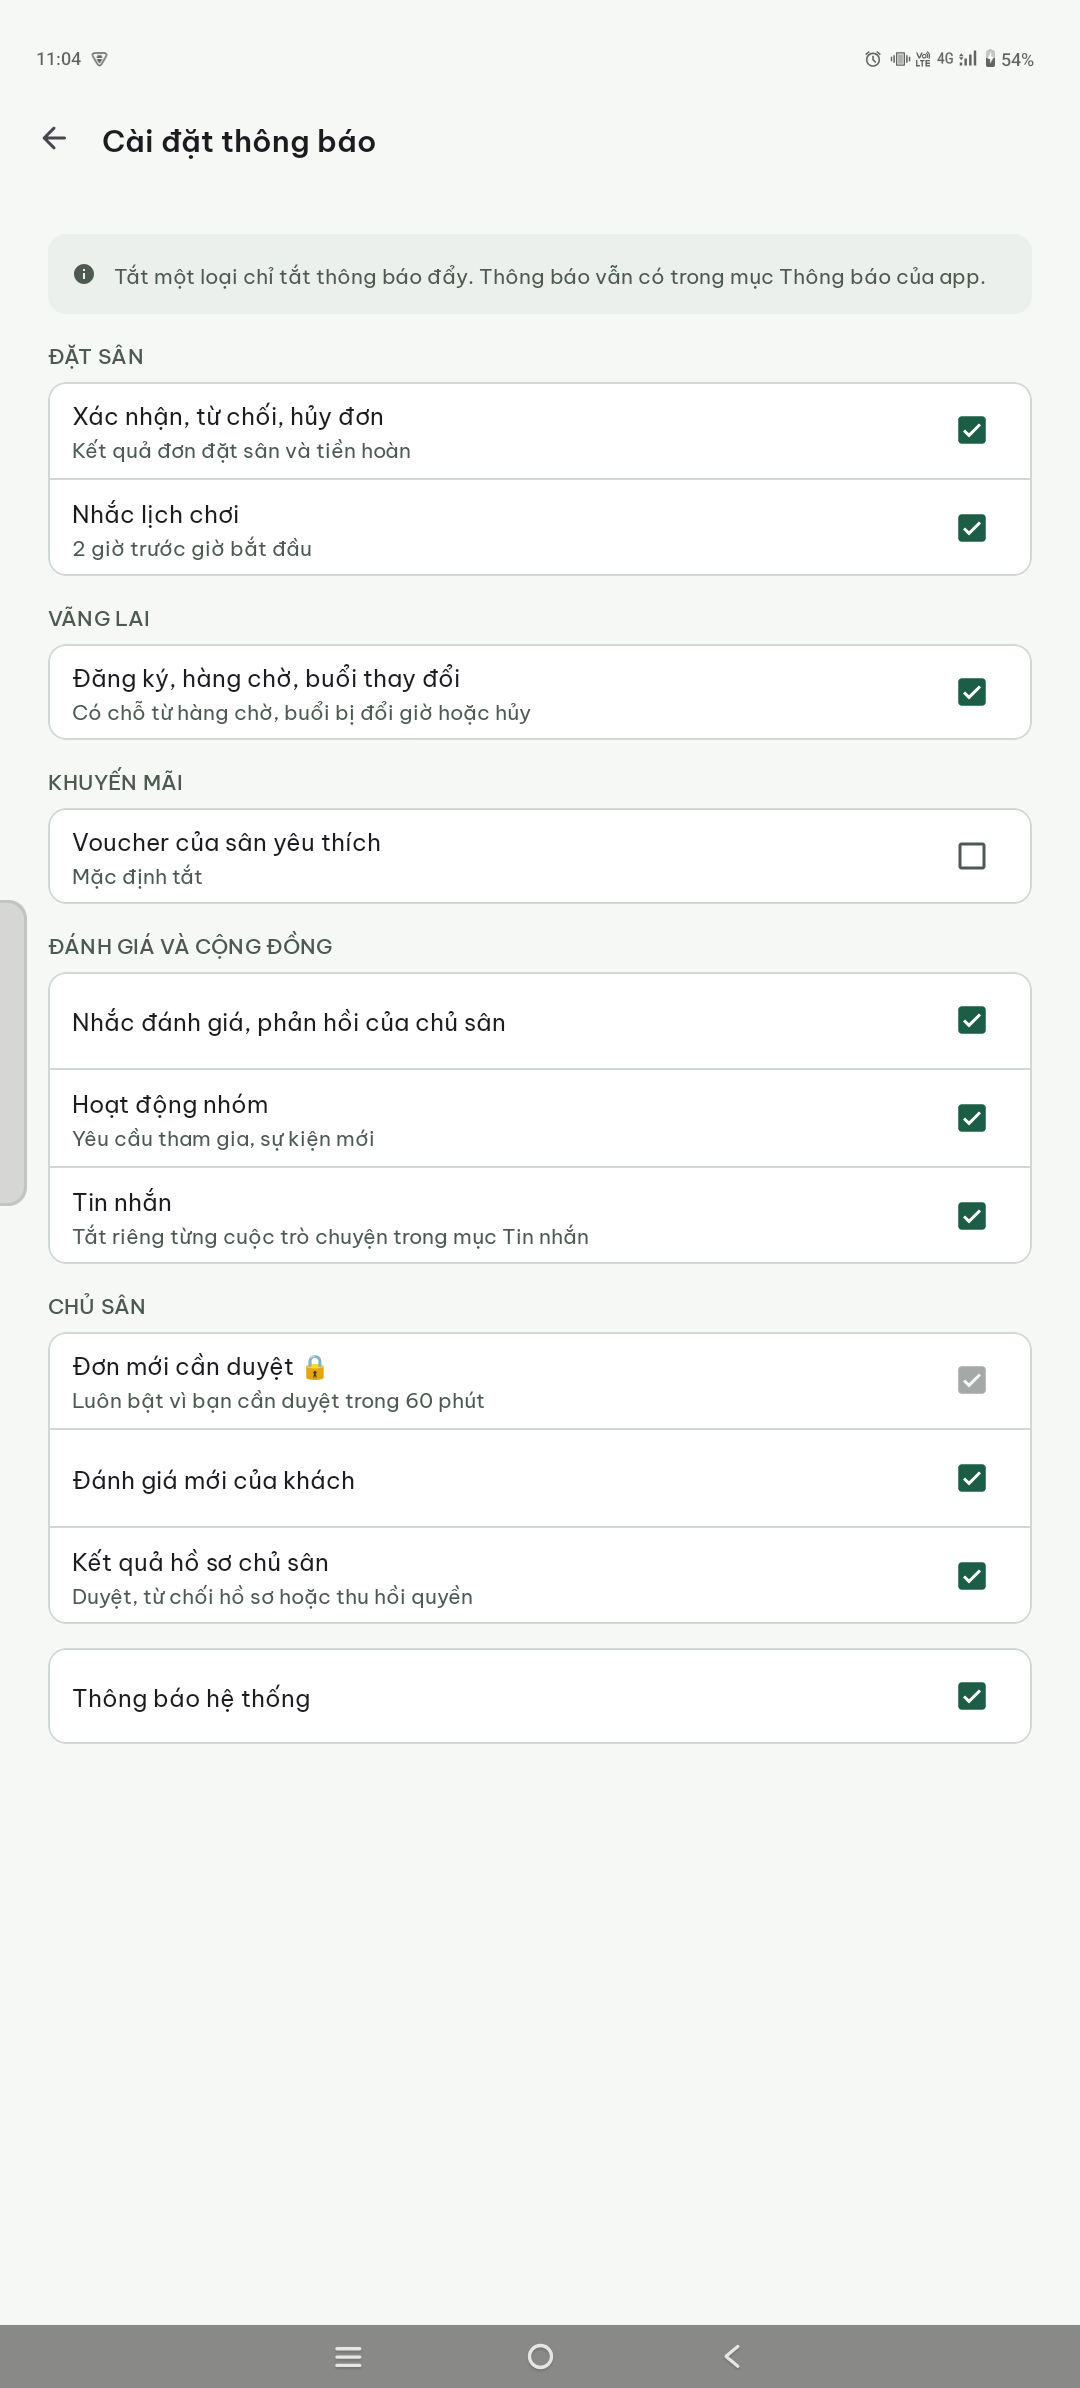 11:04
VoII LTE 4G 54%
Cài đặt thông báo
Tắt một loại chỉ tắt thông báo đẩy. Thông báo vẫn có trong mục Thông báo của app.
ĐẶT SÂN
Xác nhận, từ chối, hủy đơn
Kết quả đơn đặt sân và tiền hoàn
Nhắc lịch chơi
2 giờ trước giờ bắt đầu
VÃNG LAI
Đăng ký, hàng chờ, buổi thay đổi
Có chỗ từ hàng chờ, buổi bị đổi giờ hoặc hủy
KHUYẾN MÃI
Voucher của sân yêu thích
Mặc định tắt
ĐÁNH GIÁ VÀ CỘNG ĐỒNG
Nhắc đánh giá, phản hồi của chủ sân
Hoạt động nhóm
Yêu cầu tham gia, sự kiện mới
Tin nhắn
Tắt riêng từng cuộc trò chuyện trong mục Tin nhắn
CHỦ SÂN
Đơn mới cần duyệt 🔒
Luôn bật vì bạn cần duyệt trong 60 phút
Đánh giá mới của khách
Kết quả hồ sơ chủ sân
Duyệt, từ chối hồ sơ hoặc thu hồi quyền
Thông báo hệ thống